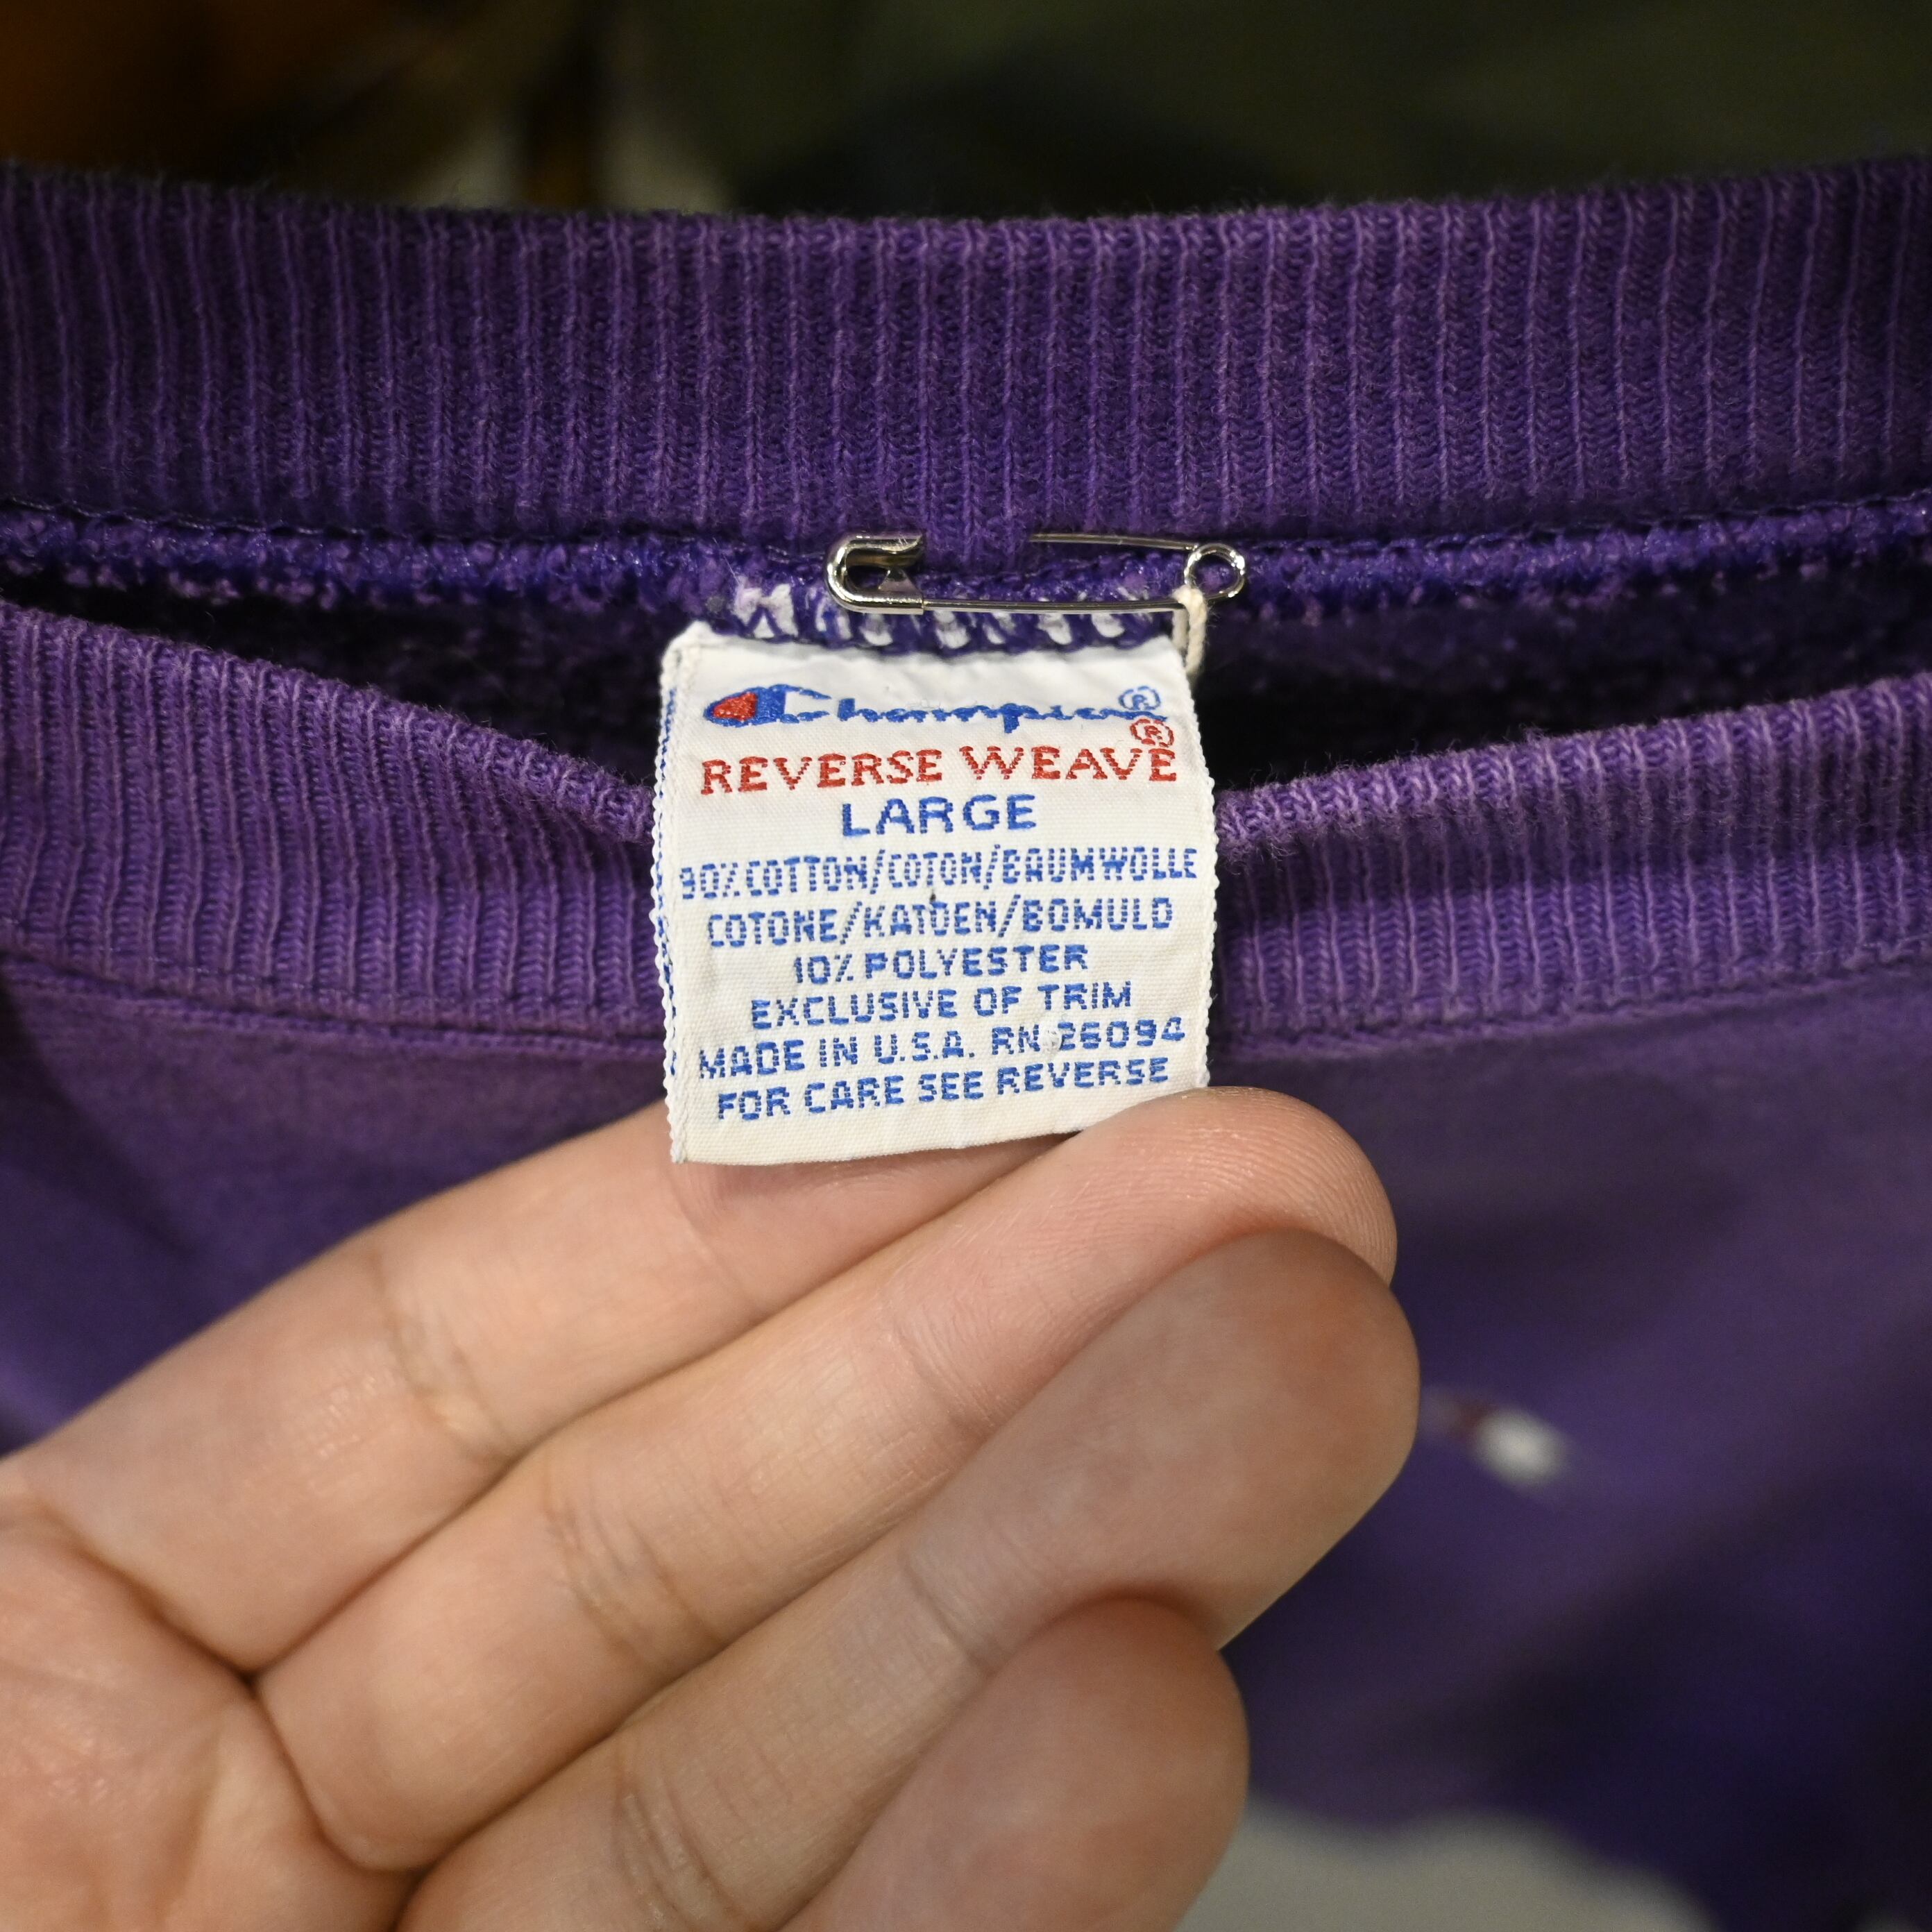 Champion®
REVERSE WEAVE®
LARGE
90% COTTON/COTON/BAUMWOLLE
COTONE/KATOEN/BOMULD
10% POLYESTER
EXCLUSIVE OF TRIM
MADE IN U.S.A. RN 26094
FOR CARE SEE REVERSE